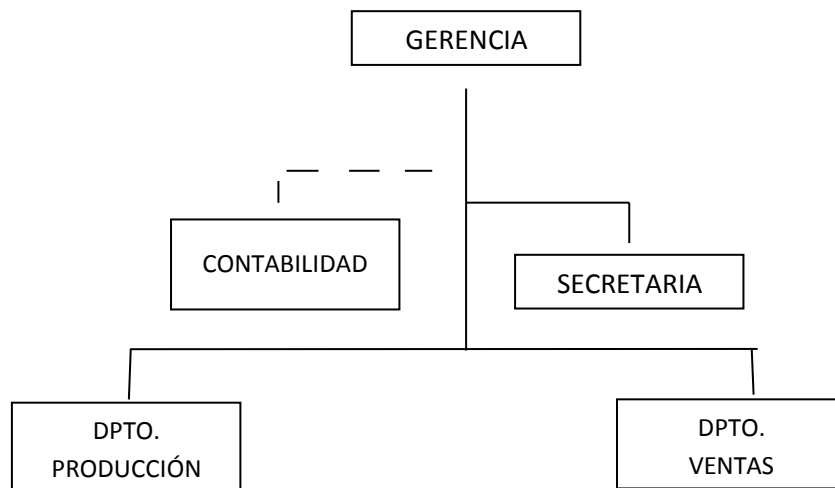 GERENCIA
CONTABILIDAD
SECRETARIA
DPTO.
PRODUCCIÓN
DPTO.
VENTAS